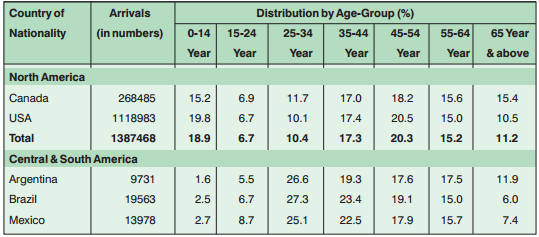 Country of Nationality Arrivals (in numbers) Distribution by Age-Group (%)
0-14 Year 15-24 Year 25-34 Year 35-44 Year 45-54 Year 55-64 Year 65 Year & above
North America
Canada 268485 15.2 6.9 11.7 17.0 18.2 15.6 15.4
USA 1118983 19.8 6.7 10.1 17.4 20.5 15.0 10.5
Total 1387468 18.9 6.7 10.4 17.3 20.3 15.2 11.2
Central & South America
Argentina 9731 1.6 5.5 26.6 19.3 17.6 17.5 11.9
Brazil 19563 2.5 6.7 27.3 23.4 19.1 15.0 6.0
Mexico 13978 2.7 8.7 25.1 22.5 17.9 15.7 7.4